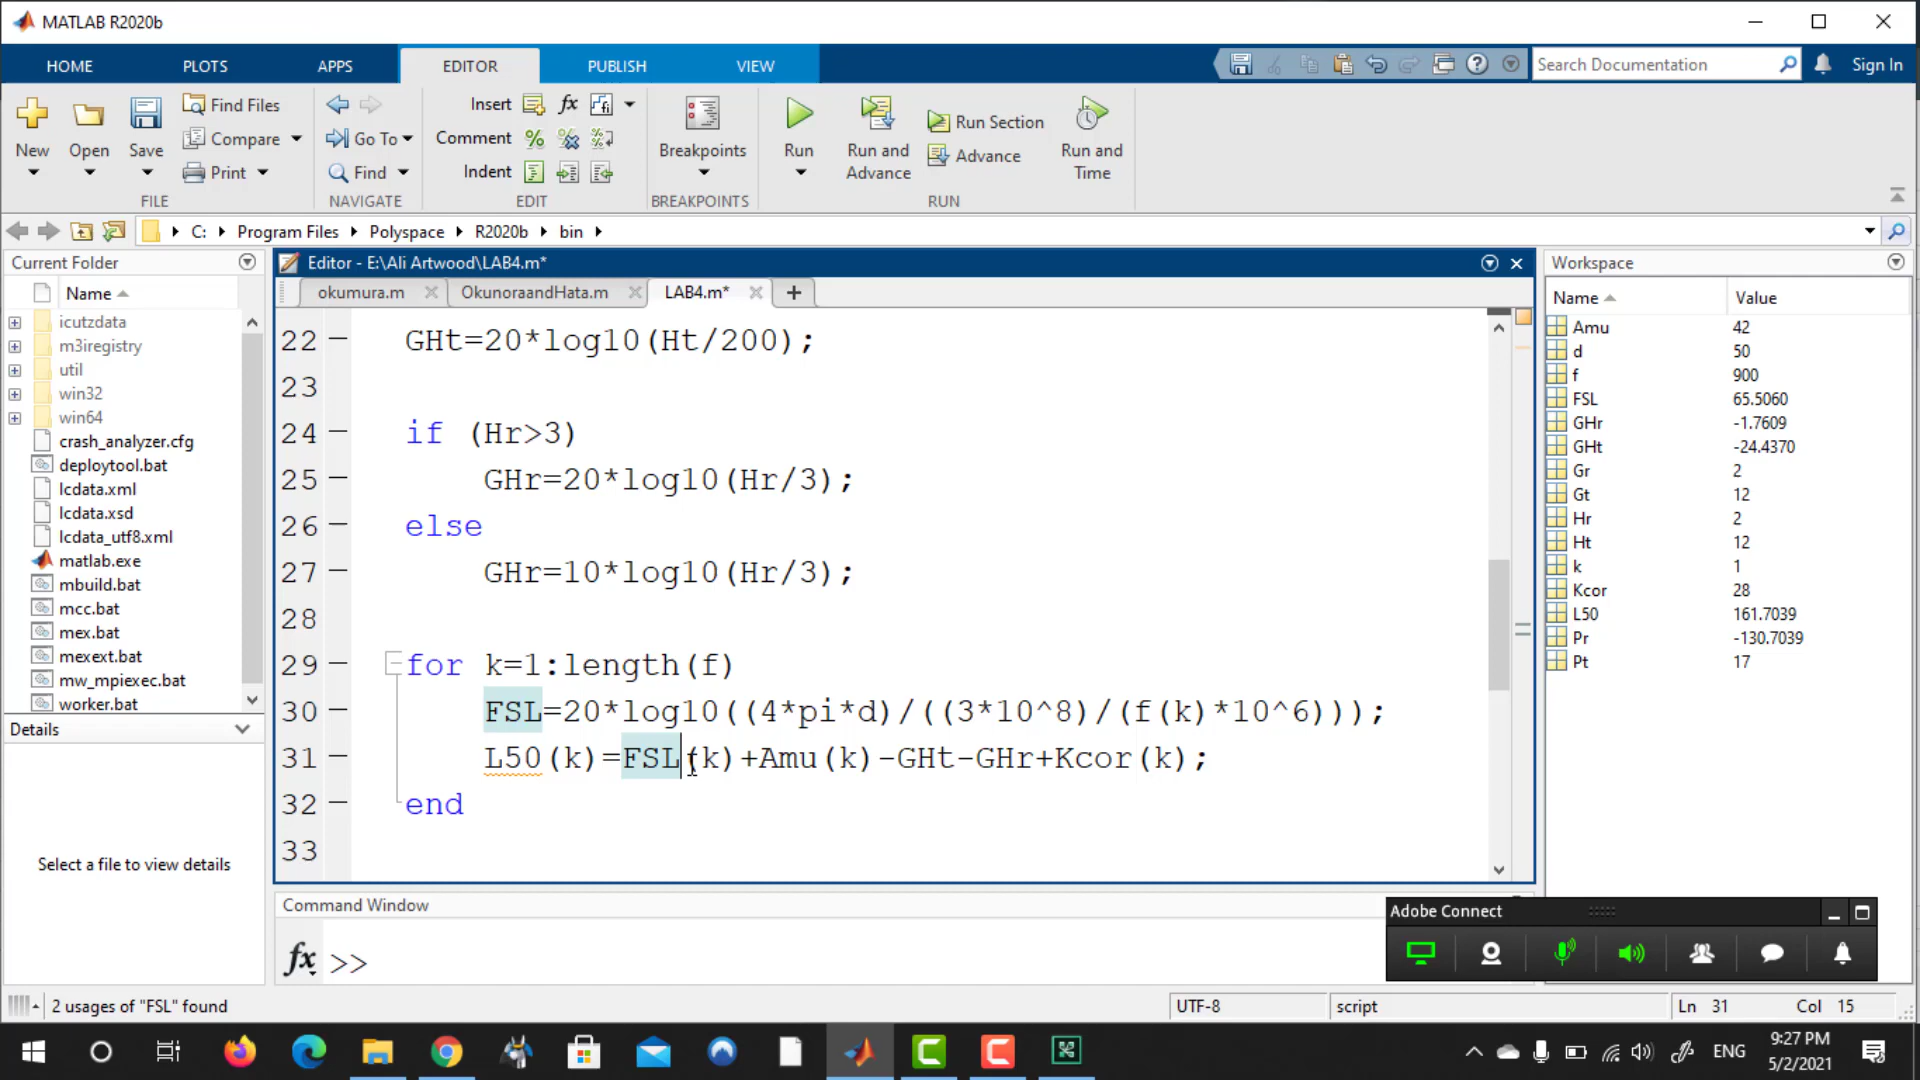 MATLAB R2020b
HOME
PLOTS
APPS
EDITOR
PUBLISH
VIEW
Search Documentation
Sign In
New
Open
Save
Find Files
Compare
Print
FILE
Go To
Find
NAVIGATE
Insert
fx
Comment
Indent
EDIT
Breakpoints
BREAKPOINTS
Run
Run and
Advance
Run Section
Advance
Run and
Time
RUN
C:
Program Files
Polyspace
R2020b
bin
Current Folder
Name
icutzdata
m3iregistry
util
win32
win64
crash_analyzer.cfg
deploytool.bat
lcdata.xml
lcdata.xsd
lcdata_utf8.xml
matlab.exe
mbuild.bat
mcc.bat
mex.bat
mexext.bat
mw_mpiexec.bat
worker.bat
Details
Select a file to view details
Editor - E:\Ali Artwood\LAB4.m*
okumura.m
OkunoraandHata.m
LAB4.m*
22 GHt=20*log10(Ht/200);
23
24 if (Hr>3)
25 GHr=20*log10(Hr/3);
26 else
27 GHr=10*log10(Hr/3);
28
29 for k=1:length(f)
30 FSL=20*log10((4*pi*d)/((3*10^8)/(f(k)*10^6)));
31 L50(k)=FSL(k)+Amu(k)-GHt-GHr+Kcor(k);
32 end
33
Command Window
fx >>
Workspace
Name Value
Amu 42
d 50
f 900
FSL 65.5060
GHr -1.7609
GHt -24.4370
Gr 2
Gt 12
Hr 2
Ht 12
k 1
Kcor 28
L50 161.7039
Pr -130.7039
Pt 17
Adobe Connect
2 usages of "FSL" found
UTF-8
script
Ln 31
Col 15
ENG
9:27 PM
5/2/2021